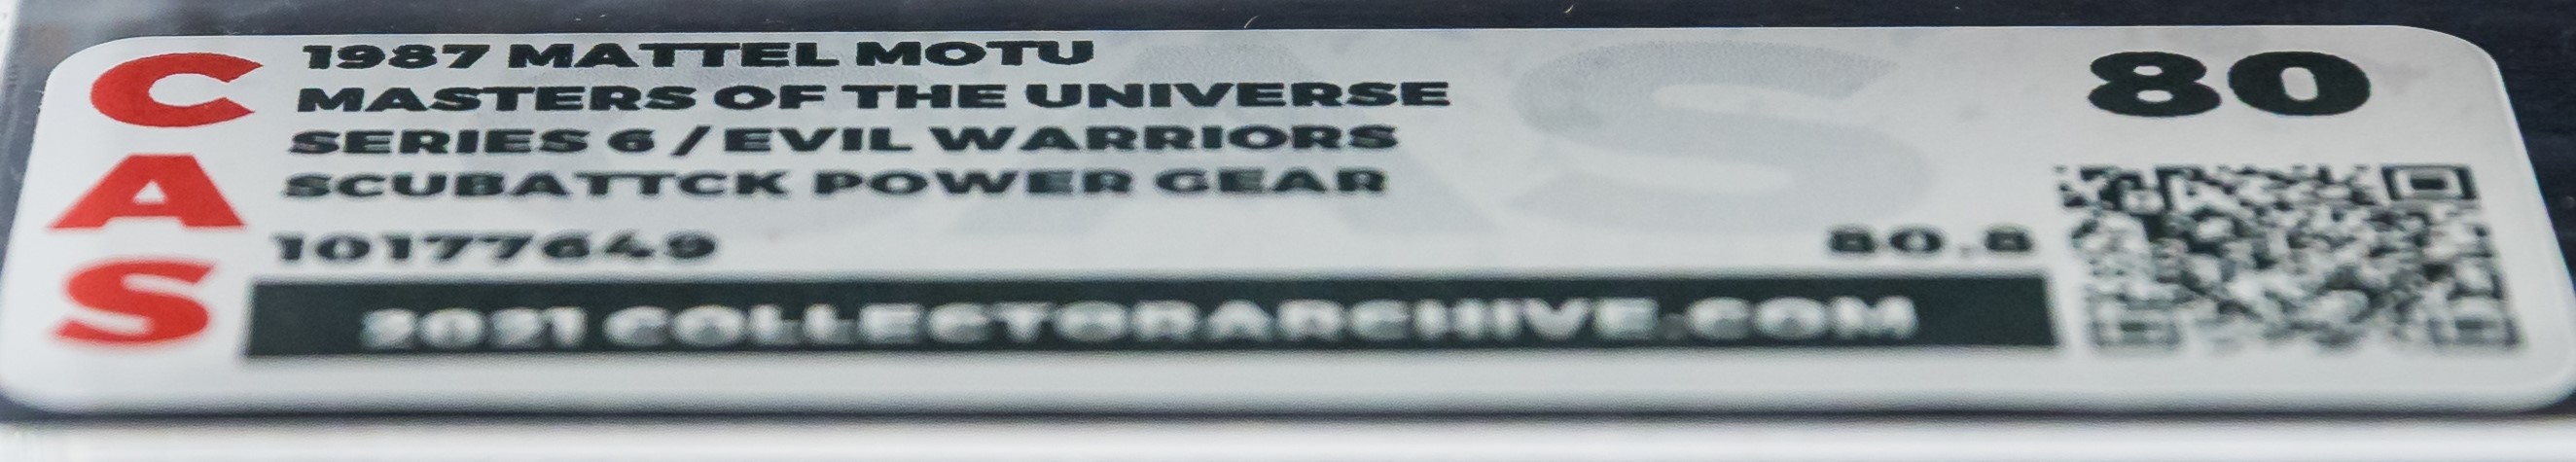 CAS
1987 MATTEL MOTU
MASTERS OF THE UNIVERSE
SERIES 6 / EVIL WARRIORS
SCUBATTCK POWER GEAR
10177649
80
80.8
2021 COLLECTORARCHIVE.COM